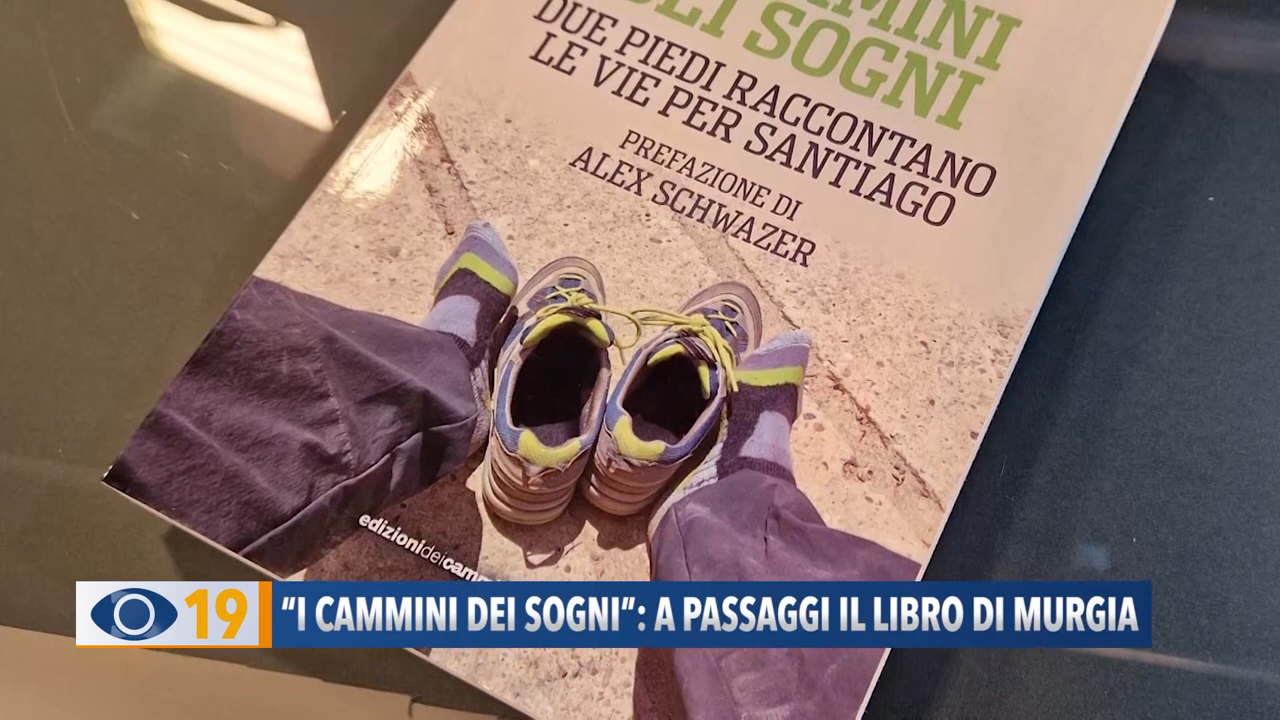 DEI SOGNI
DUE PIEDI RACCONTANO
LE VIE PER SANTIAGO
PREFAZIONE DI
ALEX SCHWAZER
19
"I CAMMINI DEI SOGNI": A PASSAGGI IL LIBRO DI MURGIA